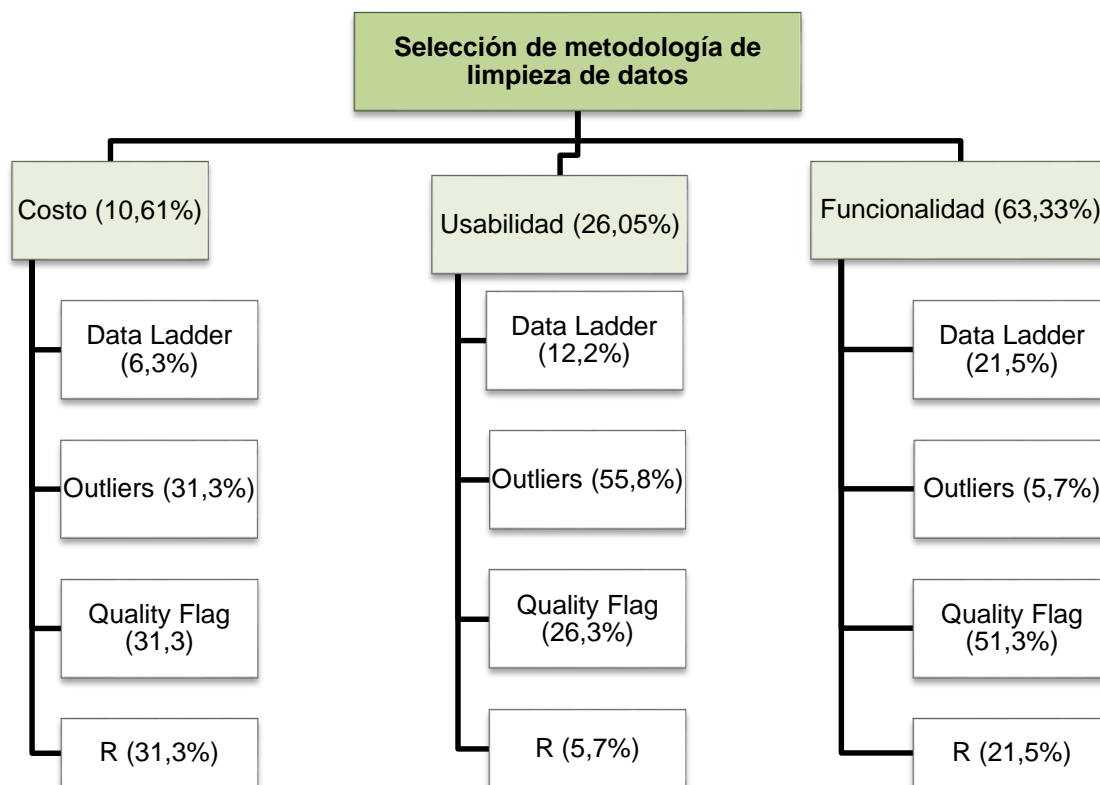 Selección de metodología de
limpieza de datos
Costo (10,61%)
Data Ladder
(6,3%)
Outliers (31,3%)
Quality Flag
(31,3)
R (31,3%)
Usabilidad (26,05%)
Data Ladder
(12,2%)
Outliers (55,8%)
Quality Flag
(26,3%)
R (5,7%)
Funcionalidad (63,33%)
Data Ladder
(21,5%)
Outliers (5,7%)
Quality Flag
(51,3%)
R (21,5%)